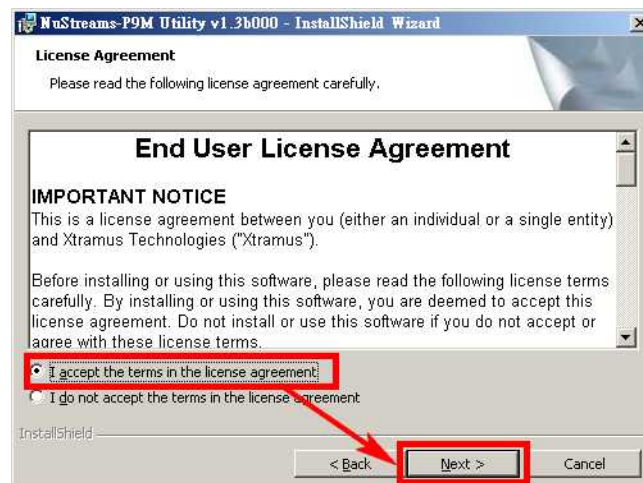 NuStreams-P9M Utility v1.3b000 - InstallShield Wizard
License Agreement
Please read the following license agreement carefully.
End User License Agreement
IMPORTANT NOTICE
This is a license agreement between you (either an individual or a single entity)
and Xtramus Technologies ("Xtramus").
Before installing or using this software, please read the following license terms
carefully. By installing or using this software, you are deemed to accept this
license agreement. Do not install or use this software if you do not accept or
agree with these license terms.
I accept the terms in the license agreement
I do not accept the terms in the license agreement
InstallShield
< Back Next > Cancel